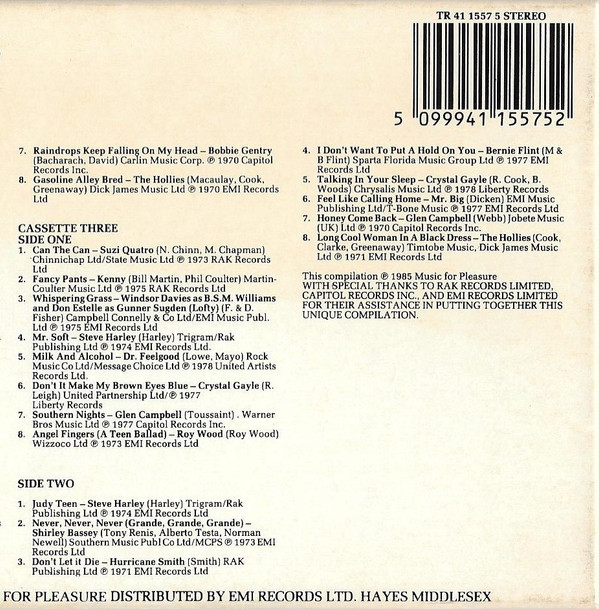 TR 41 1557 5 STEREO
5 099941 155752
7. Raindrops Keep Falling On My Head – Bobbie Gentry
(Bacharach, David) Carlin Music Corp. ℗ 1970 Capitol
Records Inc.
8. Gasoline Alley Bred – The Hollies (Macaulay, Cook,
Greenaway) Dick James Music Ltd ℗ 1970 EMI Records
Ltd
CASSETTE THREE
SIDE ONE
1. Can The Can – Suzi Quatro (N. Chinn, M. Chapman)
Chinnichap Ltd/State Music Ltd ℗ 1973 RAK Records
Ltd
2. Fancy Pants – Kenny (Bill Martin, Phil Coulter) Martin-
Coulter Music Ltd ℗ 1975 RAK Records Ltd
3. Whispering Grass – Windsor Davies as B.S.M. Williams
and Don Estelle as Gunner Sugden (Lofty) (F. & D.
Fisher) Campbell Connelly & Co Ltd/EMI Music Publ.
Ltd ℗ 1975 EMI Records Ltd
4. Mr. Soft – Steve Harley (Harley) Trigram/Rak
Publishing Ltd ℗ 1974 EMI Records Ltd.
5. Milk And Alcohol – Dr. Feelgood (Lowe, Mayo) Rock
Music Co Ltd/Message Choice Ltd ℗ 1978 United Artists
Records Ltd.
6. Don't It Make My Brown Eyes Blue – Crystal Gayle (R.
Leigh) United Partnership Ltd/℗ 1977
Liberty Records
7. Southern Nights – Glen Campbell (Toussaint) . Warner
Bros Music Ltd ℗ 1977 Capitol Records Inc.
8. Angel Fingers (A Teen Ballad) – Roy Wood (Roy Wood)
Wizzoco Ltd ℗ 1973 EMI Records Ltd
SIDE TWO
1. Judy Teen – Steve Harley (Harley) Trigram/Rak
Publishing Ltd ℗ 1974 EMI Records Ltd
2. Never, Never, Never (Grande, Grande, Grande) –
Shirley Bassey (Tony Renis, Alberto Testa, Norman
Newell) Southern Music Publ Co Ltd/MCPS ℗ 1973 EMI
Records Ltd
3. Don't Let it Die – Hurricane Smith (Smith) RAK
Publishing Ltd ℗ 1971 EMI Records Ltd
4. I Don't Want To Put A Hold On You – Bernie Flint (M &
B Flint) Sparta Florida Music Group Ltd ℗ 1977 EMI
Records Ltd
5. Talking In Your Sleep – Crystal Gayle (R. Cook, B.
Woods) Chrysalis Music Ltd ℗ 1978 Liberty Records
6. Feel Like Calling Home – Mr. Big (Dicken) EMI Music
Publishing Ltd/T-Bone Music ℗ 1977 EMI Records Ltd
7. Honey Come Back – Glen Campbell (Webb) Jobete Music
(UK) Ltd ℗ 1970 Capitol Records Inc.
8. Long Cool Woman In A Black Dress – The Hollies (Cook,
Clarke, Greenaway) Timtobe Music, Dick James Music
Ltd ℗ 1971 EMI Records Ltd
This compilation ℗ 1985 Music for Pleasure
WITH SPECIAL THANKS TO RAK RECORDS LIMITED,
CAPITOL RECORDS INC., AND EMI RECORDS LIMITED
FOR THEIR ASSISTANCE IN PUTTING TOGETHER THIS
UNIQUE COMPILATION.
FOR PLEASURE DISTRIBUTED BY EMI RECORDS LTD. HAYES MIDDLESEX